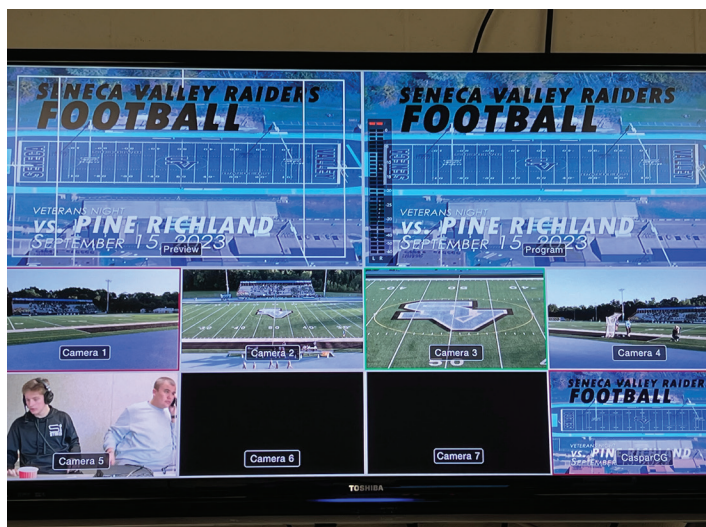 SENECA VALLEY RAIDERS
FOOTBALL
VETERANS NIGHT
VS. PINE RICHLAND
SEPTEMBER 15, 2023
Preview
SENECA VALLEY RAIDERS
FOOTBALL
VETERANS NIGHT
VS. PINE RICHLAND
SEPTEMBER 15, 2023
Program
Camera 1
Camera 2
Camera 3
50
Camera 4
Camera 5
Camera 6
Camera 7
SENECA VALLEY RAIDERS
FOOTBALL
CasparCG
TOSHIBA